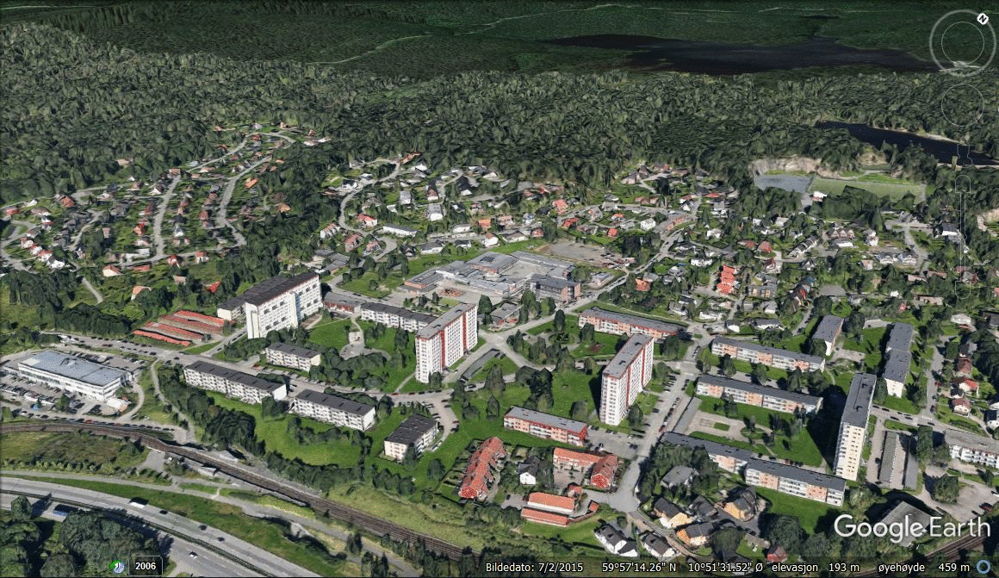 N
Google Earth
2006
Bildedato: 7/2/2015 59°57'14.26" N 10°51'31.52" Ø elevasjon 193 m øyehøyde 459 m